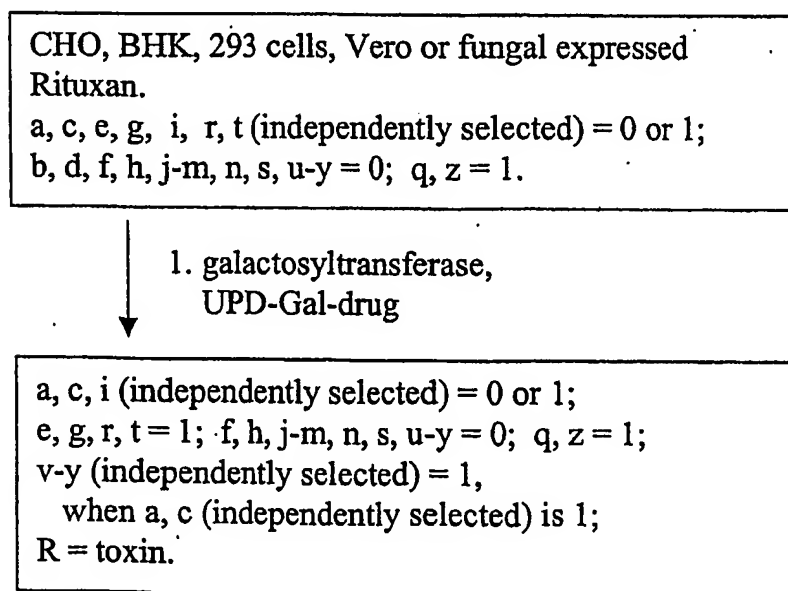 CHO, BHK, 293 cells, Vero or fungal expressed
Rituxan.
a, c, e, g, i, r, t (independently selected) = 0 or 1;
b, d, f, h, j-m, n, s, u-y = 0; q, z = 1.
1. galactosyltransferase,
UPD-Gal-drug
a, c, i (independently selected) = 0 or 1;
e, g, r, t = 1; f, h, j-m, n, s, u-y = 0; q, z = 1;
v-y (independently selected) = 1,
when a, c (independently selected) is 1;
R = toxin.